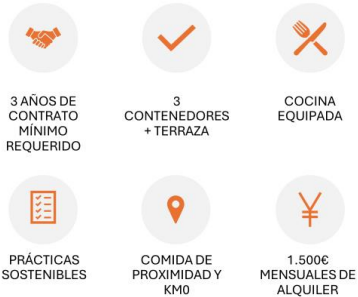 3 AÑOS DE
CONTRATO
MÍNIMO
REQUERIDO
3
CONTENEDORES
+ TERRAZA
COCINA
EQUIPADA
PRÁCTICAS
SOSTENIBLES
COMIDA DE
PROXIMIDAD Y
KM0
1.500€
MENSUALES DE
ALQUILER